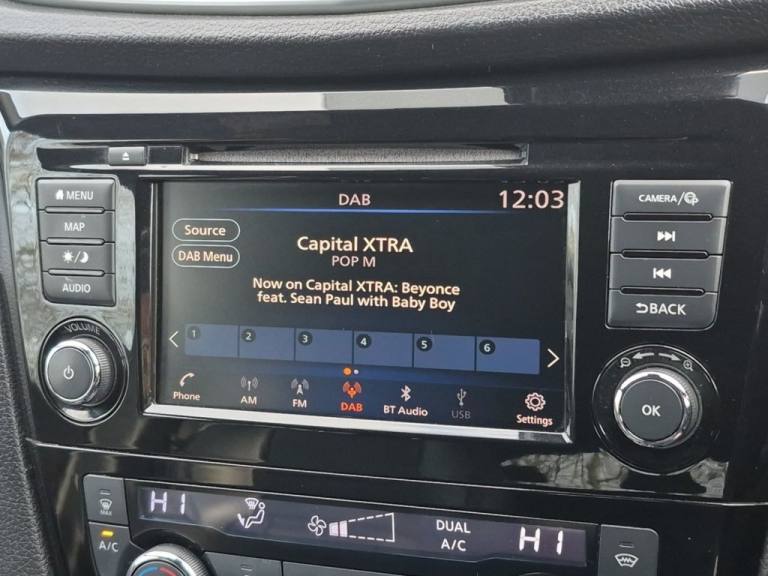 MENU
MAP
AUDIO
VOLUME
DAB
12:03
Source
DAB Menu
Capital XTRA
POP M
Now on Capital XTRA: Beyonce
feat. Sean Paul with Baby Boy
1 2 3 4 5 6
Phone AM FM DAB BT Audio USB Settings
CAMERA/
BACK
OK
MAX
A/C
HI
DUAL
A/C
HI